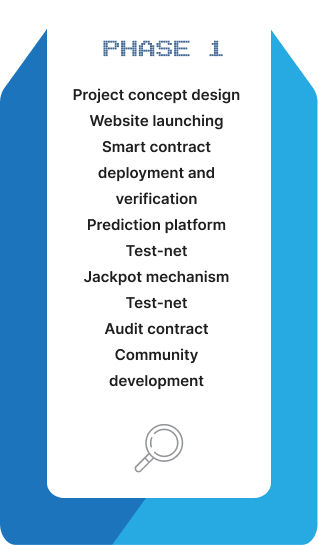 PHASE 1
Project concept design
Website launching
Smart contract
deployment and
verification
Prediction platform
Test-net
Jackpot mechanism
Test-net
Audit contract
Community
development